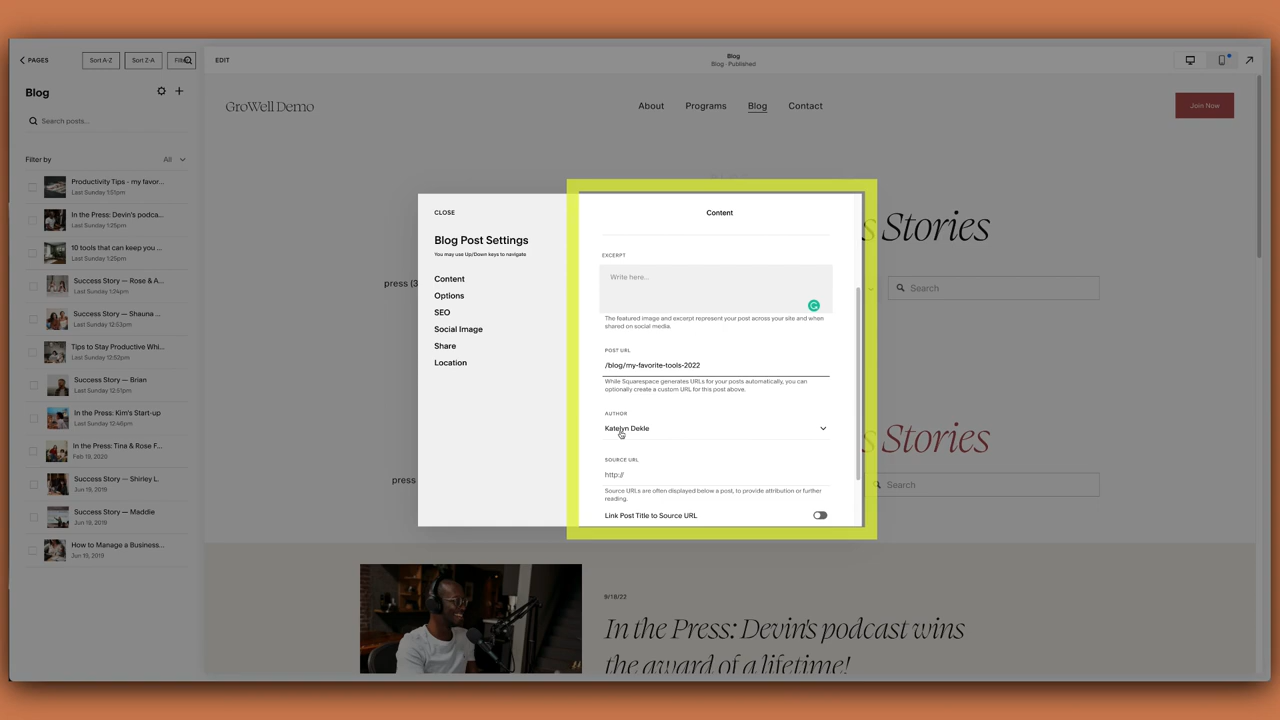 PAGES
Sort A-Z
Sort Z-A
EDIT
Blog
Blog · Published
Blog
Search posts...
Filter by
All
Productivity Tips - my favor...
Last Sunday 1:51pm
In the Press: Devin's podca...
Last Sunday 1:25pm
10 tools that can keep you ...
Last Sunday 1:25pm
Success Story — Rose & A...
Last Sunday 1:24pm
Success Story — Shauna ...
Last Sunday 12:53pm
Tips to Stay Productive Whi...
Last Sunday 12:52pm
Success Story — Brian
Last Sunday 12:51pm
In the Press: Kim's Start-up
Last Sunday 12:46pm
In the Press: Tina & Rose F...
Feb 19, 2020
Success Story — Shirley L.
Jun 19, 2019
Success Story — Maddie
Jun 19, 2019
How to Manage a Business...
Jun 19, 2019
GroWell Demo
About
Programs
Blog
Contact
Join Now
Stories
press (3
Search
Stories
press
Search
CLOSE
Blog Post Settings
You may use Up/Down keys to navigate
Content
Options
SEO
Social Image
Share
Location
Content
EXCERPT
Write here...
The featured image and excerpt represent your post across your site and when
shared on social media.
POST URL
/blog/my-favorite-tools-2022
While Squarespace generates URLs for your posts automatically, you can
optionally create a custom URL for this post above.
AUTHOR
Katelyn Dekle
SOURCE URL
http://
Source URLs are often displayed below a post, to provide attribution or further
reading.
Link Post Title to Source URL
9/18/22
In the Press: Devin's podcast wins
the award of a lifetime!